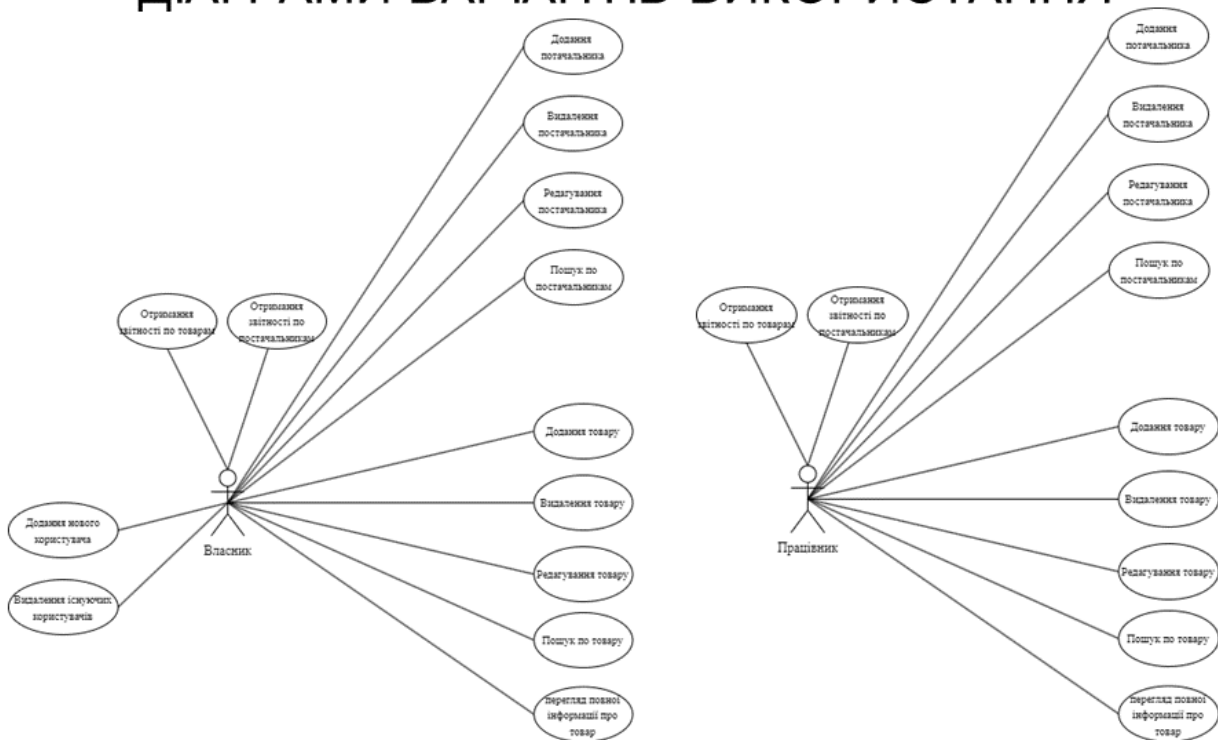 ДІАГРАМИ ВАРІАНТІВ ВИКОРИСТАННЯ
Додання
потачальника
Видалення
постачальника
Редагування
постачальника
Пошук по
постачальникам
Отримання
звітності по товарам
Отримання
звітності по
постачальникам
Додання товару
Видалення товару
Редагування товару
Пошук по товару
перегляд повної
інформації про
товар
Додання нового
користувача
Видалення існуючих
користувачів
Власник
Додання
потачальника
Видалення
постачальника
Редагування
постачальника
Пошук по
постачальникам
Отримання
звітності по товарам
Отримання
звітності по
постачальникам
Додання товару
Видалення товару
Редагування товару
Пошук по товару
перегляд повної
інформації про
товар
Працівник